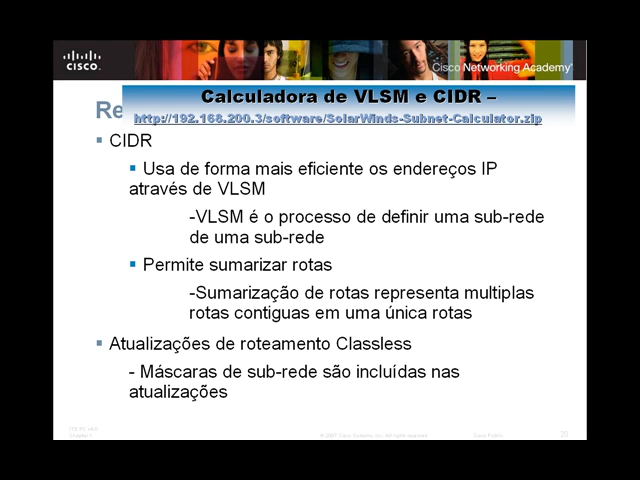 CISCO.
Cisco Networking Academy
Calculadora de VLSM e CIDR –
Re
http://192.168.200.3/software/SolarWinds-Subnet-Calculator.zip
CIDR
Usa de forma mais eficiente os endereços IP
através de VLSM
-VLSM é o processo de definir uma sub-rede
de uma sub-rede
Permite sumarizar rotas
-Sumarização de rotas representa multiplas
rotas contiguas em uma única rotas
Atualizações de roteamento Classless
- Máscaras de sub-rede são incluídas nas
atualizações
Cisco Public